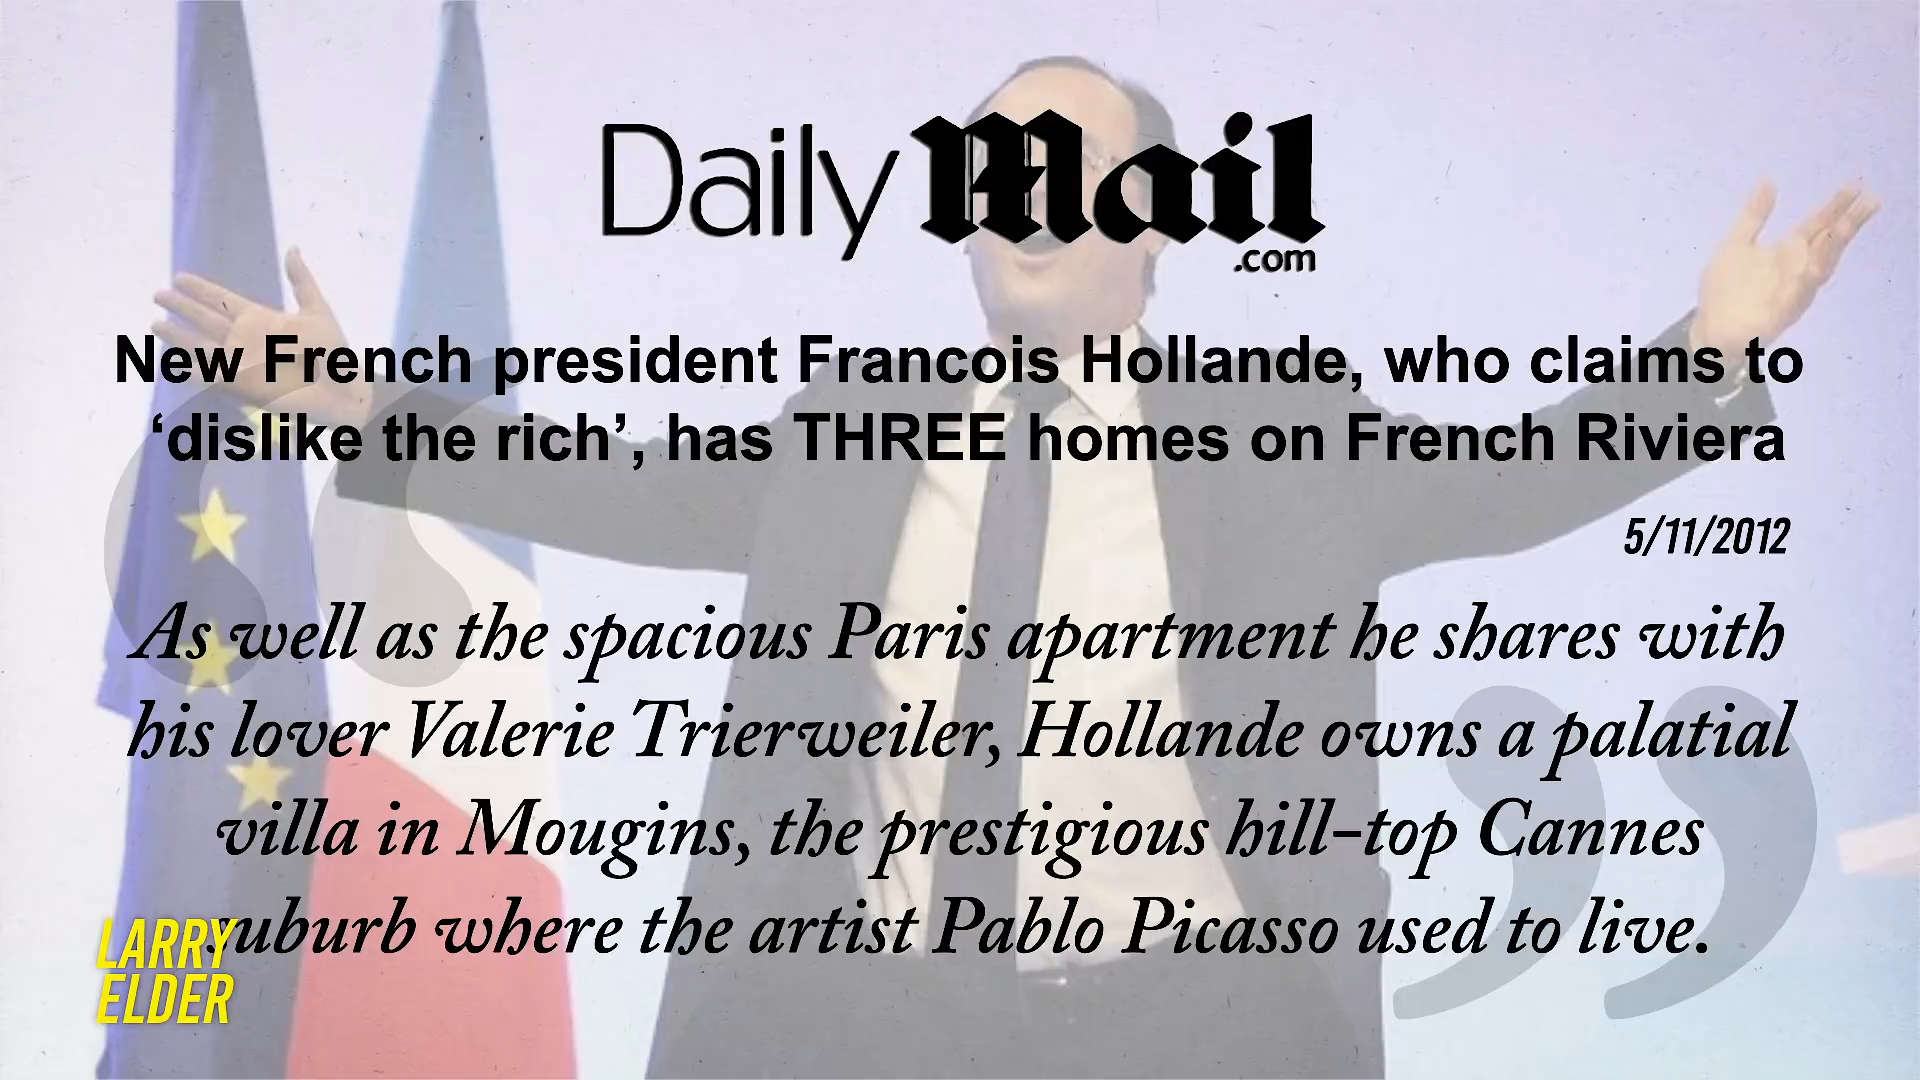 Daily Mail
.com
New French president Francois Hollande, who claims to
‘dislike the rich’, has THREE homes on French Riviera
5/11/2012
As well as the spacious Paris apartment he shares with
his lover Valerie Trierweiler, Hollande owns a palatial
villa in Mougins, the prestigious hill-top Cannes
suburb where the artist Pablo Picasso used to live.
LARRY
ELDER